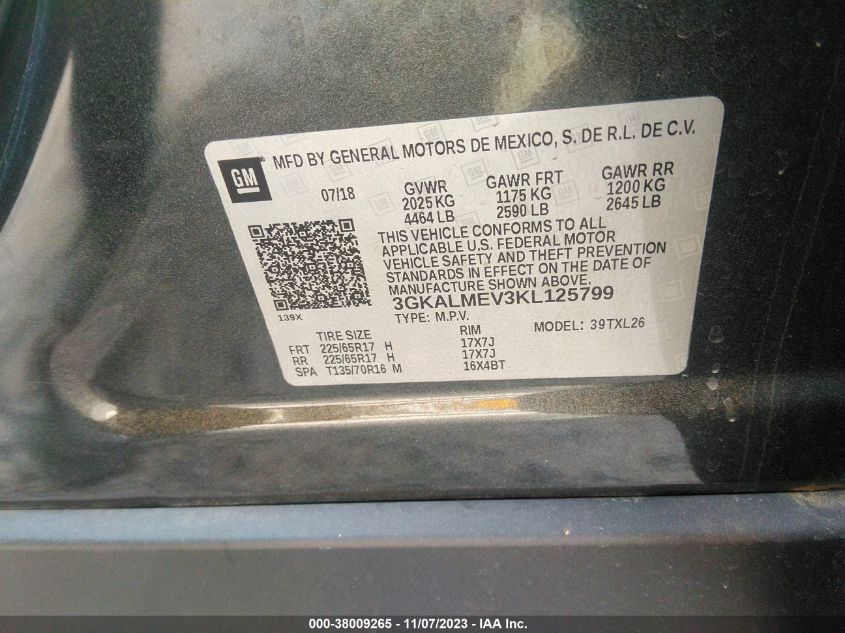 GM
MFD BY GENERAL MOTORS DE MEXICO, S. DE R.L. DE C.V.
07/18 GVWR GAWR FRT GAWR RR
2025 KG 1175 KG 1200 KG
4464 LB 2590 LB 2645 LB
THIS VEHICLE CONFORMS TO ALL
APPLICABLE U.S. FEDERAL MOTOR
VEHICLE SAFETY AND THEFT PREVENTION
STANDARDS IN EFFECT ON THE DATE OF
MANUFACTURE SHOWN ABOVE.
3GKALMEV3KL125799
139X TYPE: M.P.V. MODEL: 39TXL26
TIRE SIZE RIM
FRT 225/65R17 H 17X7J
RR 225/65R17 H 17X7J
SPA T135/70R16 M 16X4BT
000-38009265 - 11/07/2023 - IAA Inc.